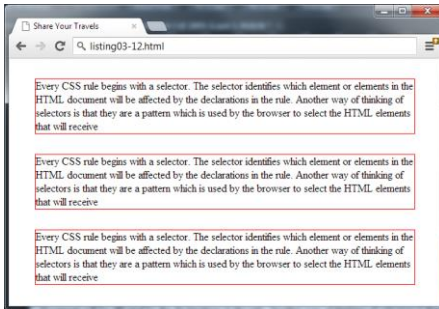 Share Your Travels
listing03-12.html
Every CSS rule begins with a selector. The selector identifies which element or elements in the
HTML document will be affected by the declarations in the rule. Another way of thinking of
selectors is that they are a pattern which is used by the browser to select the HTML elements
that will receive
Every CSS rule begins with a selector. The selector identifies which element or elements in the
HTML document will be affected by the declarations in the rule. Another way of thinking of
selectors is that they are a pattern which is used by the browser to select the HTML elements
that will receive
Every CSS rule begins with a selector. The selector identifies which element or elements in the
HTML document will be affected by the declarations in the rule. Another way of thinking of
selectors is that they are a pattern which is used by the browser to select the HTML elements
that will receive